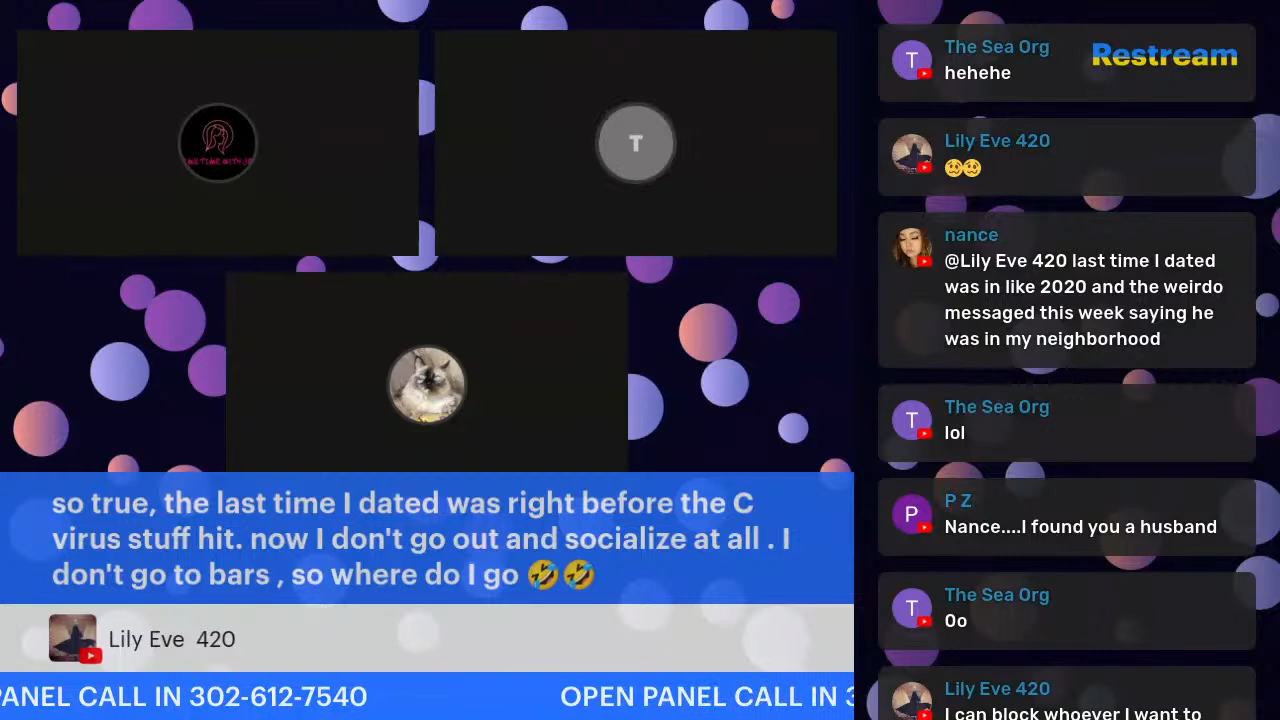 ME TIME WITH JO
T
so true, the last time I dated was right before the C
virus stuff hit. now I don't go out and socialize at all . I
don't go to bars , so where do I go 🤣🤣
Lily Eve 420
PANEL CALL IN 302-612-7540
OPEN PANEL CALL IN 3
Restream
T
The Sea Org
hehehe
Lily Eve 420
🥴🥴
nance
@Lily Eve 420 last time I dated
was in like 2020 and the weirdo
messaged this week saying he
was in my neighborhood
T
The Sea Org
lol
P
P Z
Nance....I found you a husband
T
The Sea Org
Oo
Lily Eve 420
I can block whoever I want to